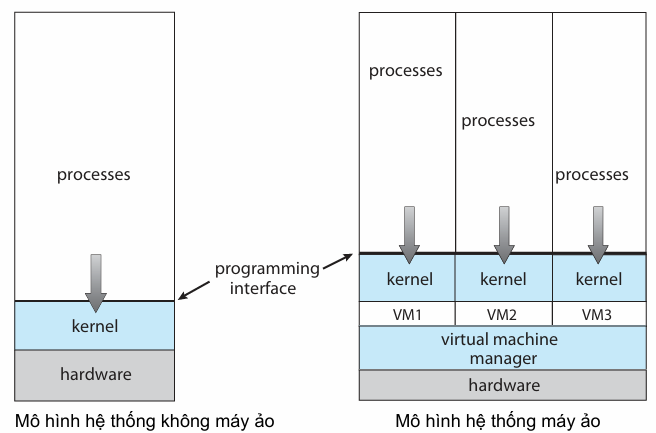 processes
kernel
hardware
Mô hình hệ thống không máy ảo
programming
interface
processes
processes
processes
kernel
kernel
kernel
VM1
VM2
VM3
virtual machine
manager
hardware
Mô hình hệ thống máy ảo